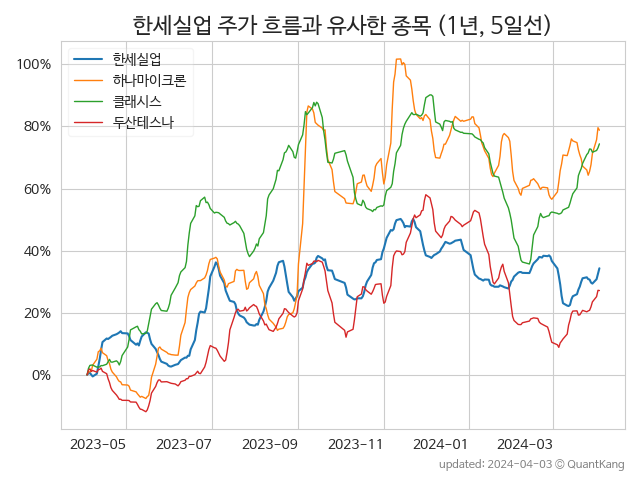 한세실업 주가 흐름과 유사한 종목 (1년, 5일선)
한세실업
하나마이크론
클래시스
두산테스나
100%
80%
60%
40%
20%
0%
2023-05 2023-07 2023-09 2023-11 2024-01 2024-03
updated: 2024-04-03 © QuantKang